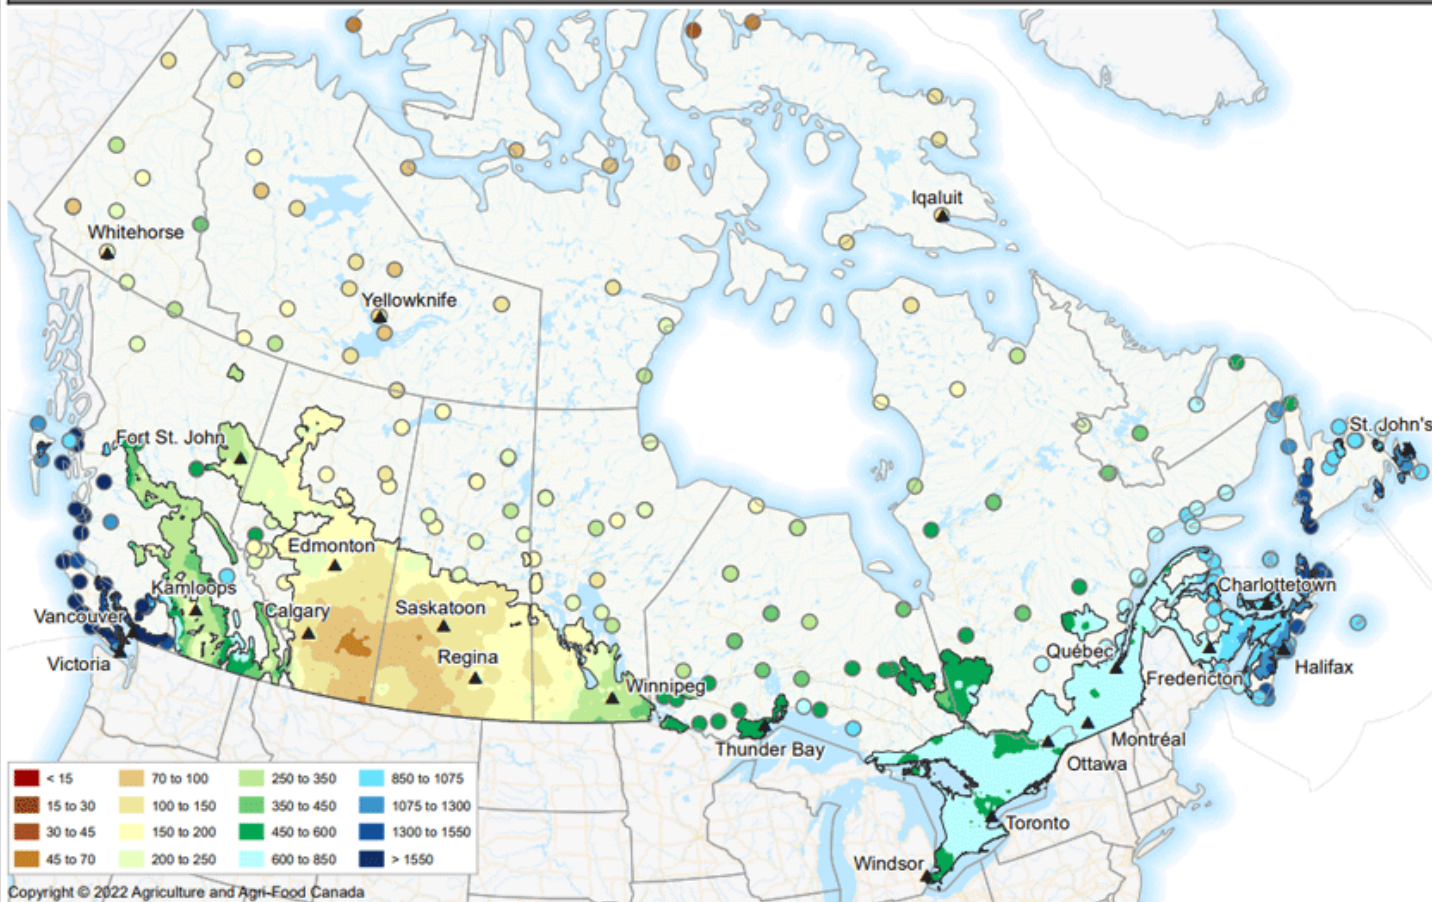 Iqaluit
Whitehorse
Yellowknife
St. John's
Fort St. John
Edmonton
Charlottetown
Kamloops
Calgary
Saskatoon
Vancouver
Québec
Regina
Victoria
Halifax
Fredericton
Winnipeg
Montréal
Thunder Bay
Ottawa
Toronto
Windsor
< 15 70 to 100 250 to 350 850 to 1075
15 to 30 100 to 150 350 to 450 1075 to 1300
30 to 45 150 to 200 450 to 600 1300 to 1550
45 to 70 200 to 250 600 to 850 > 1550
Copyright © 2022 Agriculture and Agri-Food Canada